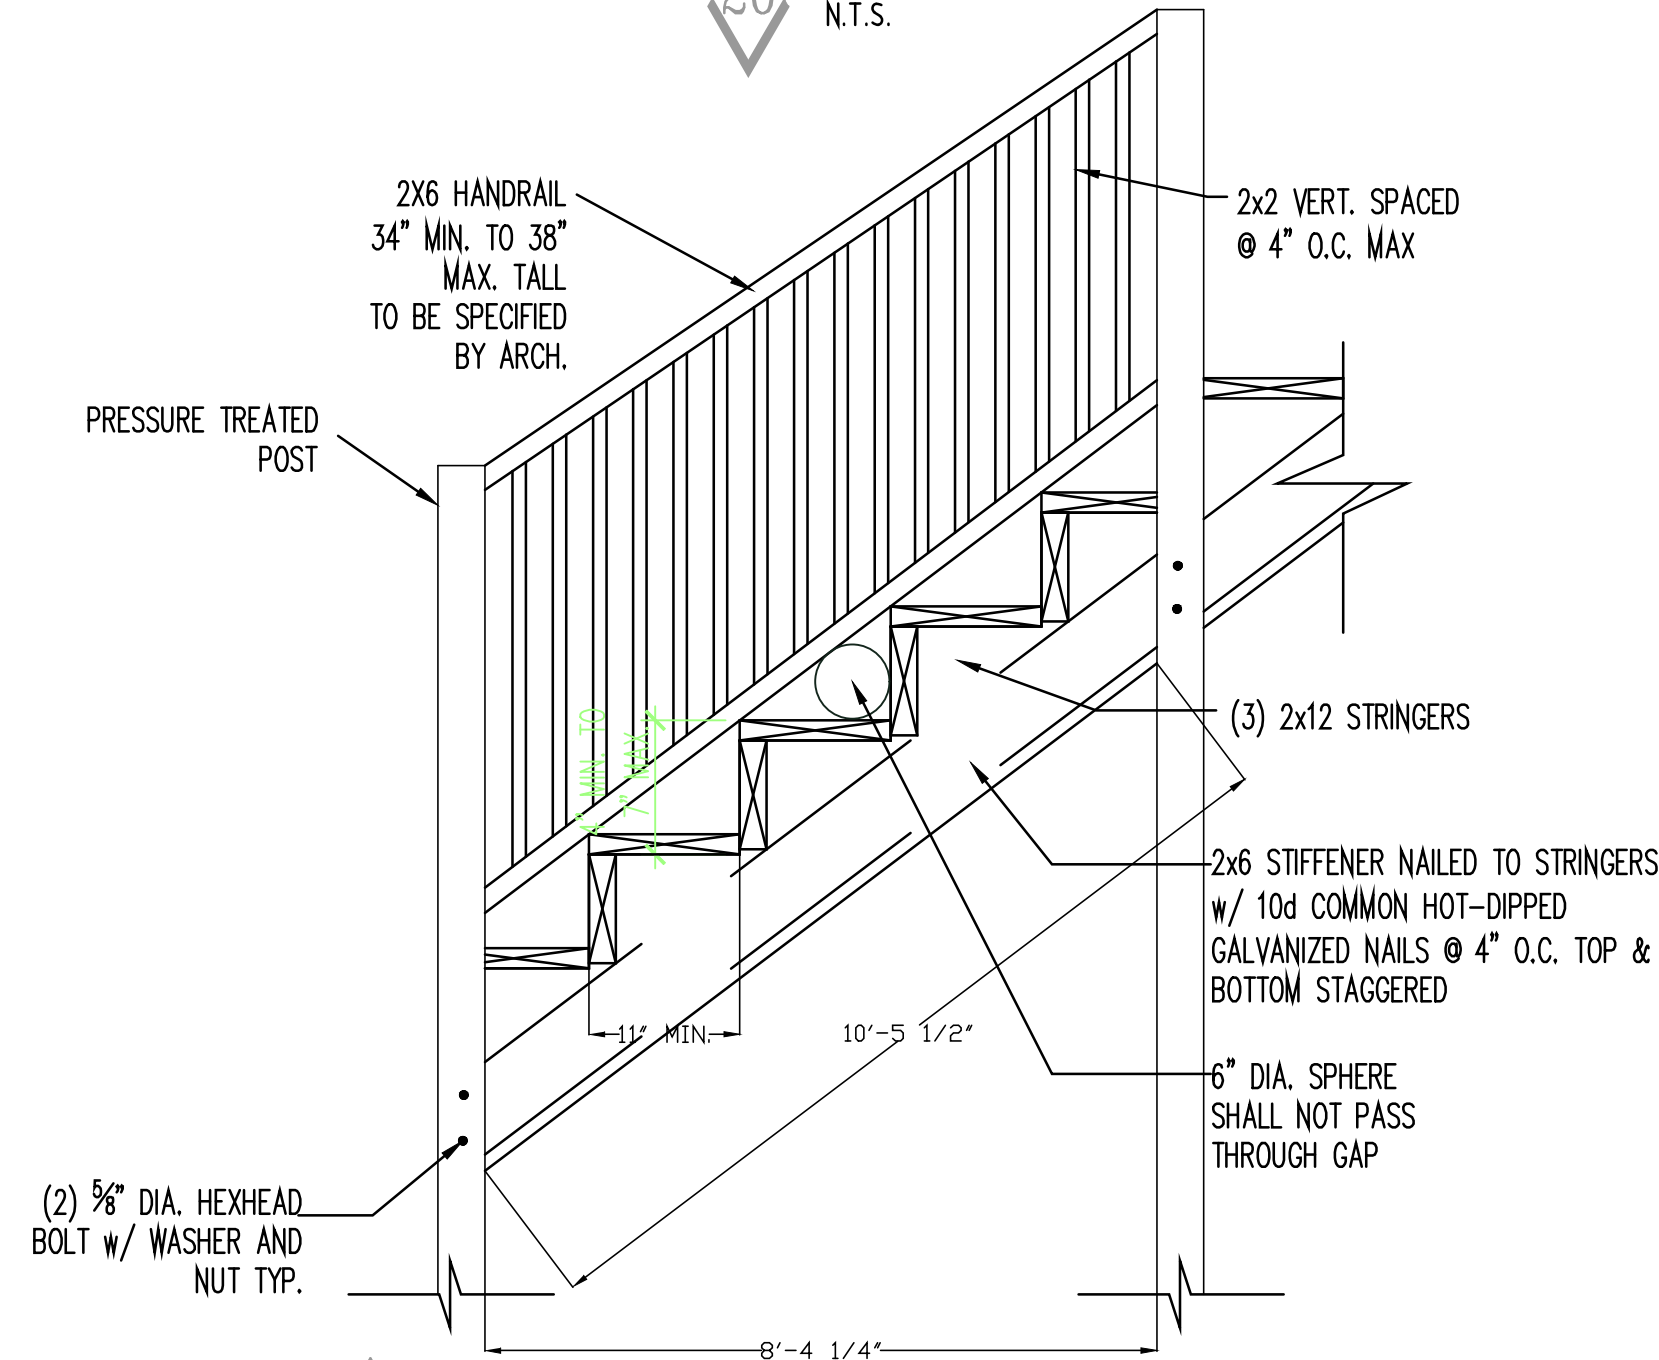 20
N.T.S.
2X6 HANDRAIL
34" MIN. TO 38"
MAX. TALL
TO BE SPECIFIED
BY ARCH.
2x2 VERT. SPACED
@ 4" O.C. MAX
PRESSURE TREATED
POST
4" MIN. TO
7" MAX.
(3) 2x12 STRINGERS
2x6 STIFFENER NAILED TO STRINGERS
w/ 10d COMMON HOT-DIPPED
GALVANIZED NAILS @ 4" O.C. TOP &
BOTTOM STAGGERED
11" MIN.
10'-5 1/2"
6" DIA. SPHERE
SHALL NOT PASS
THROUGH GAP
(2) ⅝" DIA. HEXHEAD
BOLT w/ WASHER AND
NUT TYP.
8'-4 1/4"